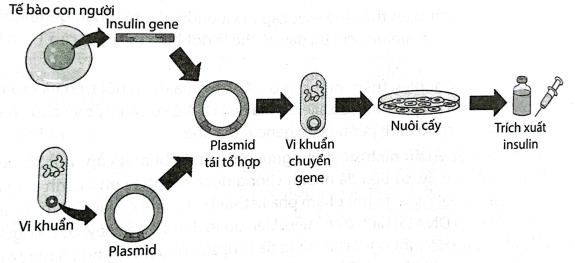 Tế bào con người
Insulin gene
Plasmid
tái tổ hợp
Vi khuẩn
chuyển
gene
Nuôi cấy
Trích xuất
insulin
Vi khuẩn
Plasmid